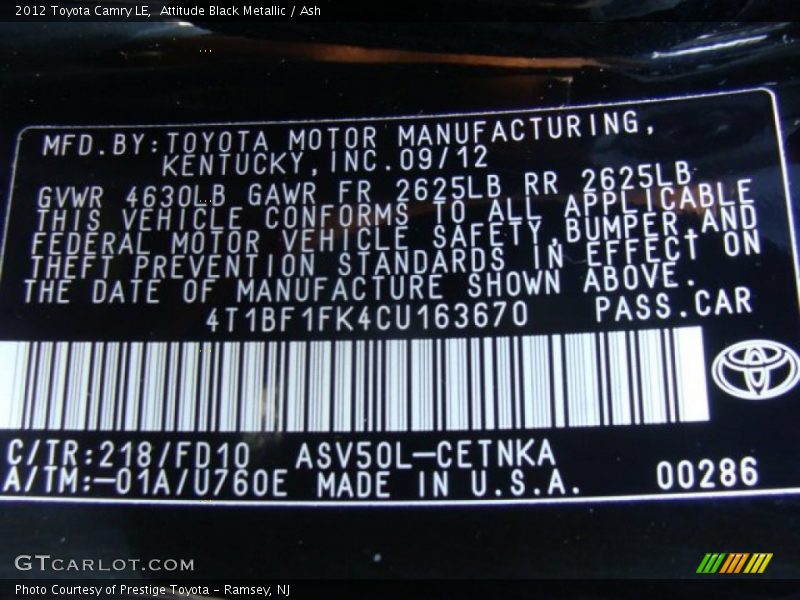 2012 Toyota Camry LE, Attitude Black Metallic / Ash
MFD.BY:TOYOTA MOTOR MANUFACTURING,
KENTUCKY,INC.09/12
GVWR 4630LB GAWR FR 2625LB RR 2625LB
THIS VEHICLE CONFORMS TO ALL APPLICABLE
FEDERAL MOTOR VEHICLE SAFETY,BUMPER,AND
THEFT PREVENTION STANDARDS IN EFFECT ON
THE DATE OF MANUFACTURE SHOWN ABOVE.
4T1BF1FK4CU163670 PASS.CAR
C/TR:218/FD10 ASV50L-CETNKA
A/TM:-01A/U760E MADE IN U.S.A. 00286
GTCARLOT.COM
Photo Courtesy of Prestige Toyota - Ramsey, NJ